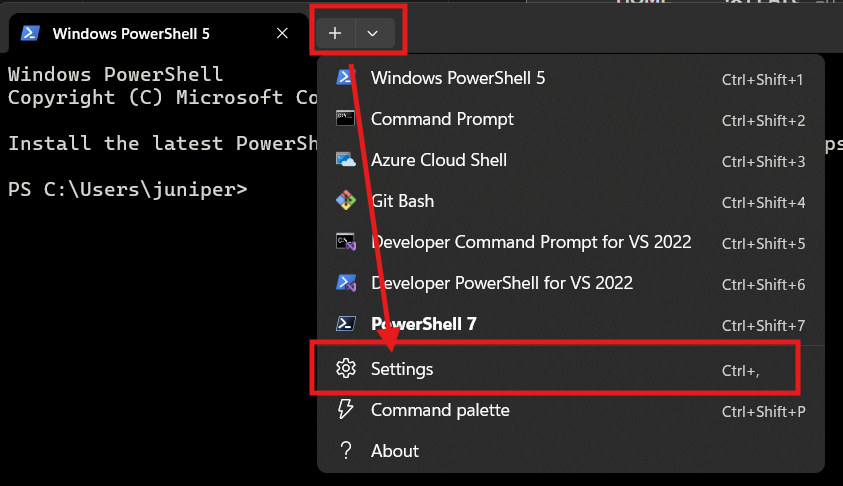 Windows PowerShell 5
Windows PowerShell
Copyright (C) Microsoft Co
Install the latest PowerSh
ps
PS C:\Users\juniper>
Windows PowerShell 5 Ctrl+Shift+1
Command Prompt Ctrl+Shift+2
Azure Cloud Shell Ctrl+Shift+3
Git Bash Ctrl+Shift+4
Developer Command Prompt for VS 2022 Ctrl+Shift+5
Developer PowerShell for VS 2022 Ctrl+Shift+6
PowerShell 7 Ctrl+Shift+7
Settings Ctrl+,
Command palette Ctrl+Shift+P
About